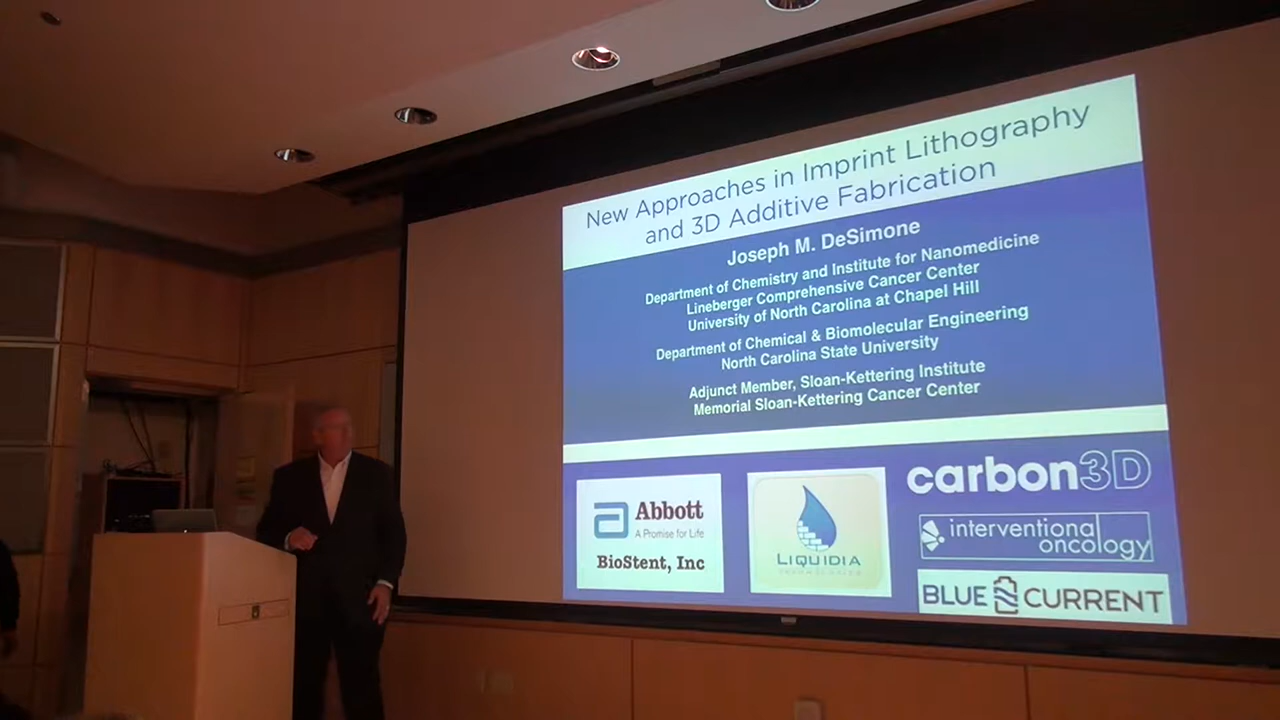 New Approaches in Imprint Lithography
and 3D Additive Fabrication
Joseph M. DeSimone
Department of Chemistry and Institute for Nanomedicine
Lineberger Comprehensive Cancer Center
University of North Carolina at Chapel Hill
Department of Chemical & Biomolecular Engineering
North Carolina State University
Adjunct Member, Sloan-Kettering Institute
Memorial Sloan-Kettering Cancer Center
Abbott
A Promise for Life
BioStent, Inc
LIQUIDIA
carbon3D
interventional
oncology
BLUE CURRENT